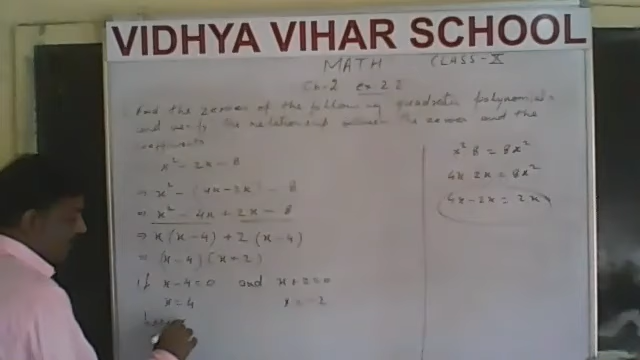 VIDHYA VIHAR SCHOOL
MATH CLASS-X
Ch-2 ex 2.2
find the zeroes of the following quadratic polynomials
and verify the relationship between the zeroes and the
x² - 2x - 8
⇒ x² - (4x-2x) - 8
⇒ x² - 4x + 2x - 8
⇒ x(x-4) + 2(x-4)
= (x-4)(x+2)
if x-4=0 and x+2=0
x=4 x=-2
x² 8 = 8x²
4x 2x = 8x²
4x-2x = 2x